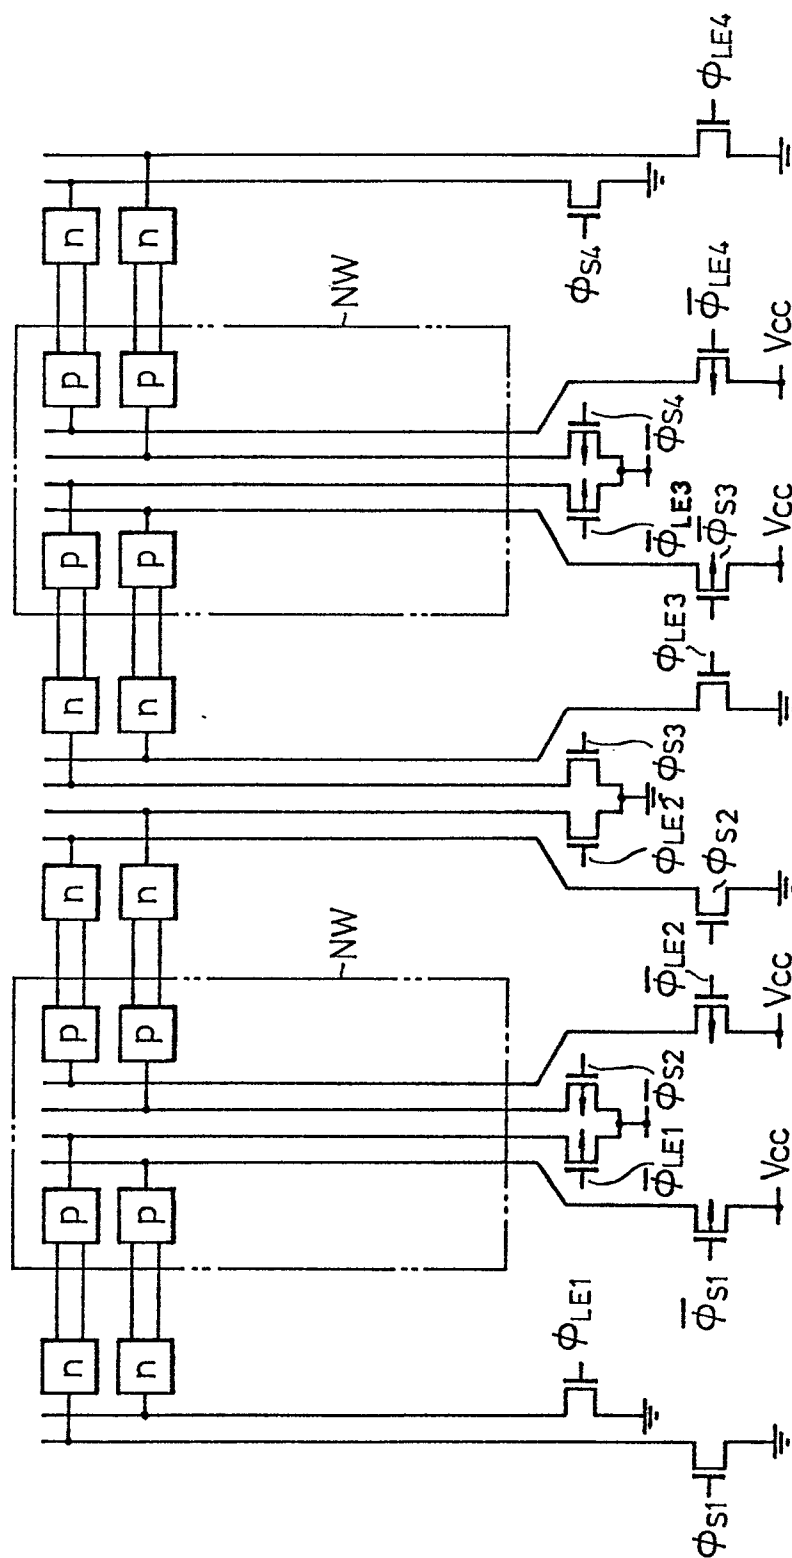 n p p n n p p n
n p p n n p p n
NW NW
φLE1 φS4
φ̅LE1 φ̅S2 φLE2 φS3 φ̅LE3 φ̅S4
φS1 φ̅S1 φ̅LE2 φS2 φLE3 φ̅S3 φ̅LE4 φLE4
Vcc Vcc Vcc Vcc